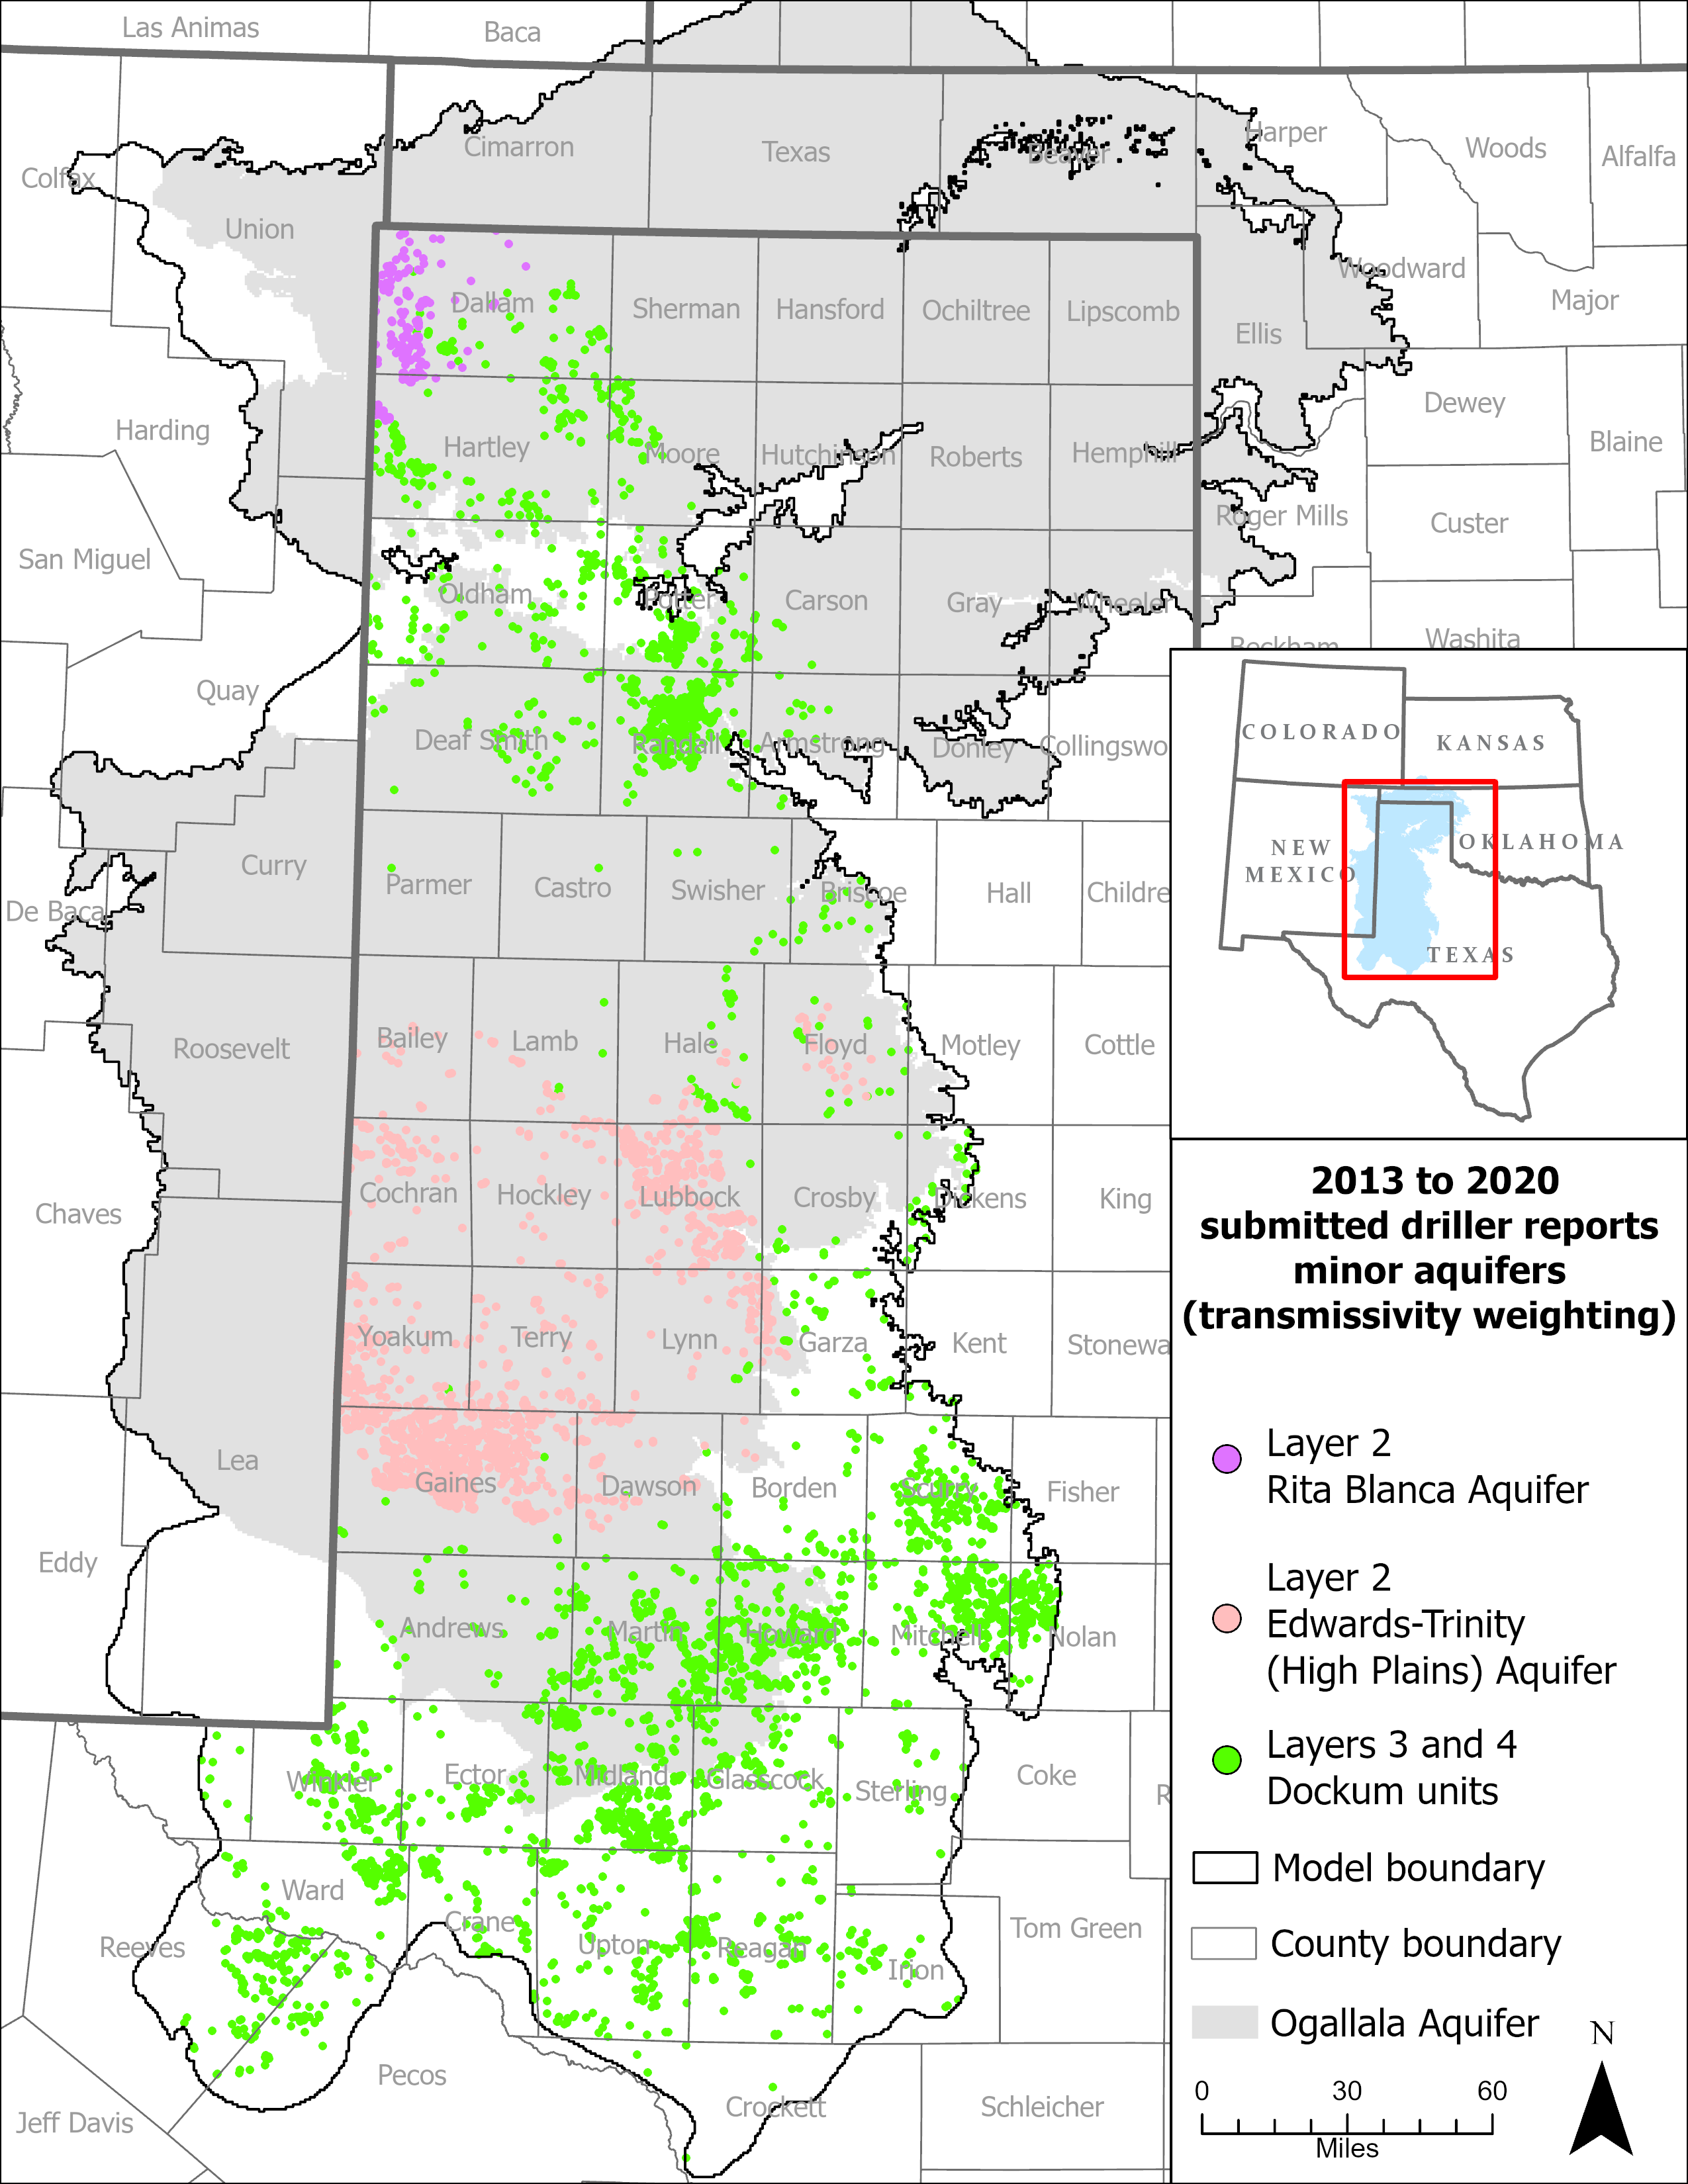 Las Animas
Baca
Cimarron
Texas
Beaver
Harper
Woods
Alfalfa
Colfax
Union
Woodward
Major
Dallam
Sherman
Hansford
Ochiltree
Lipscomb
Ellis
Harding
Hartley
Moore
Hutchinson
Roberts
Hemphill
Dewey
Blaine
San Miguel
Roger Mills
Custer
Oldham
Potter
Carson
Gray
Wheeler
Beckham
Washita
Quay
Deaf Smith
Randall
Armstrong
Donley
Collingswo
Curry
Parmer
Castro
Swisher
Briscoe
Hall
Childre
De Baca
Roosevelt
Bailey
Lamb
Hale
Floyd
Motley
Cottle
Chaves
Cochran
Hockley
Lubbock
Crosby
Dickens
King
Yoakum
Terry
Lynn
Garza
Kent
Stonewa
Lea
Gaines
Dawson
Borden
Scurry
Fisher
Eddy
Andrews
Martin
Howard
Mitchell
Nolan
Winkler
Ector
Midland
Glasscock
Sterling
Coke
R
Ward
Crane
Upton
Reagan
Irion
Tom Green
Reeves
Pecos
Crockett
Schleicher
Jeff Davis
COLORADO
KANSAS
NEW
MEXICO
OKLAHOMA
TEXAS
2013 to 2020
submitted driller reports
minor aquifers
(transmissivity weighting)
Layer 2
Rita Blanca Aquifer
Layer 2
Edwards-Trinity
(High Plains) Aquifer
Layers 3 and 4
Dockum units
Model boundary
County boundary
Ogallala Aquifer
N
0 30 60
Miles